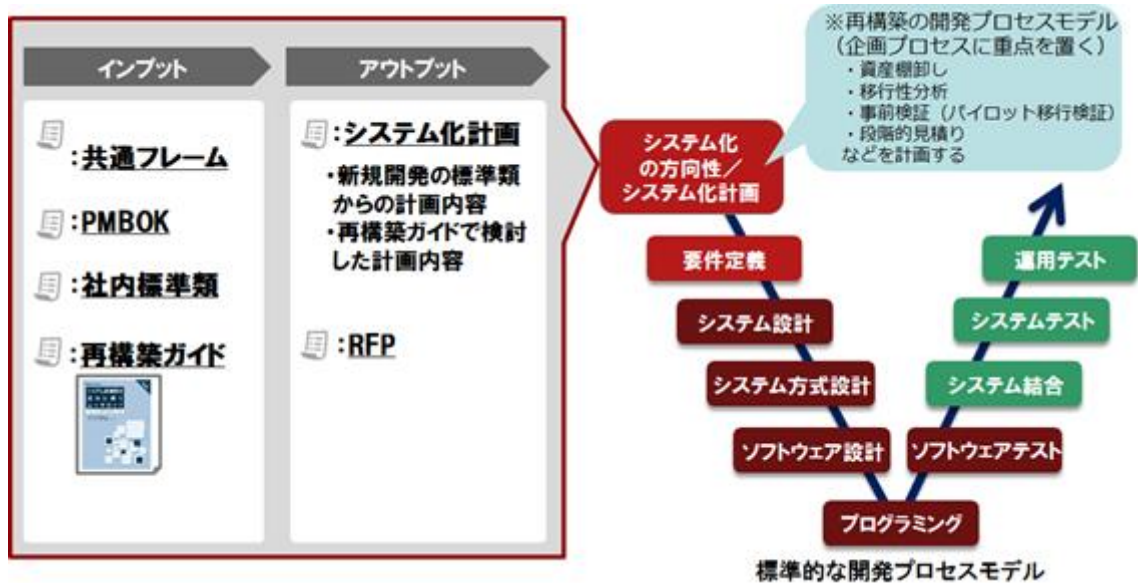 インプット
:共通フレーム
:PMBOK
:社内標準類
:再構築ガイド
アウトプット
:システム化計画
・新規開発の標準類
からの計画内容
・再構築ガイドで検討
した計画内容
:RFP
※再構築の開発プロセスモデル
（企画プロセスに重点を置く）
・資産棚卸し
・移行性分析
・事前検証（パイロット移行検証）
・段階的見積り
などを計画する
システム化
の方向性／
システム化計画
要件定義
システム設計
システム方式設計
ソフトウェア設計
プログラミング
ソフトウェアテスト
システム結合
システムテスト
運用テスト
標準的な開発プロセスモデル